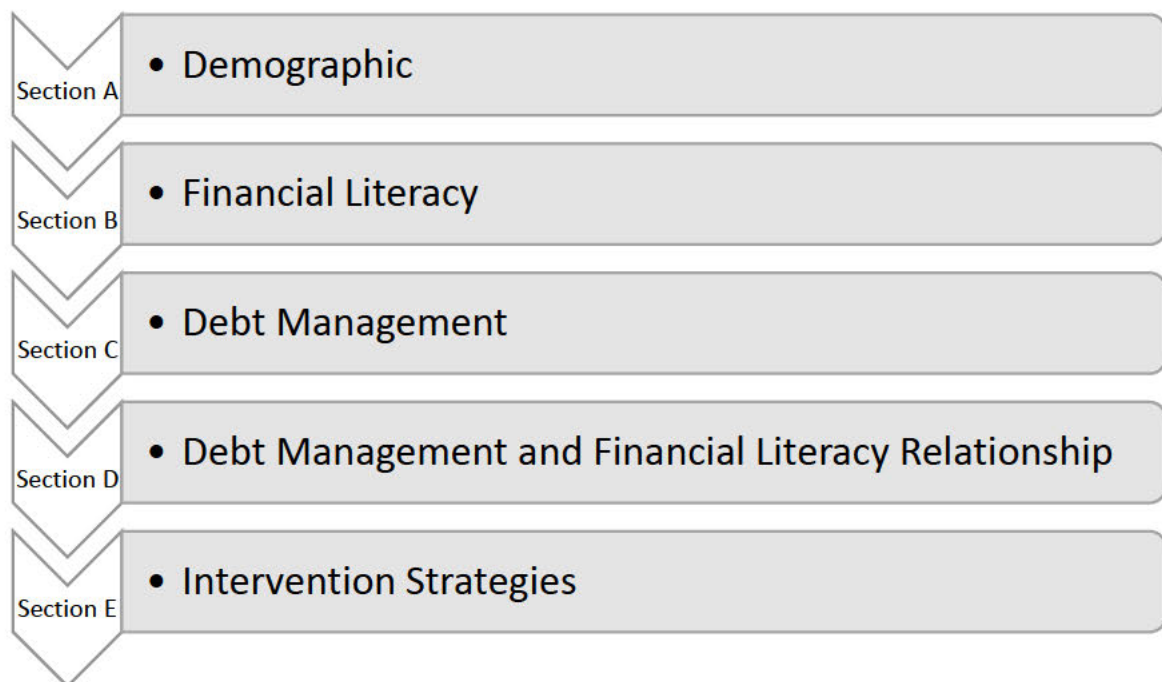 Section A
• Demographic
Section B
• Financial Literacy
Section C
• Debt Management
Section D
• Debt Management and Financial Literacy Relationship
Section E
• Intervention Strategies